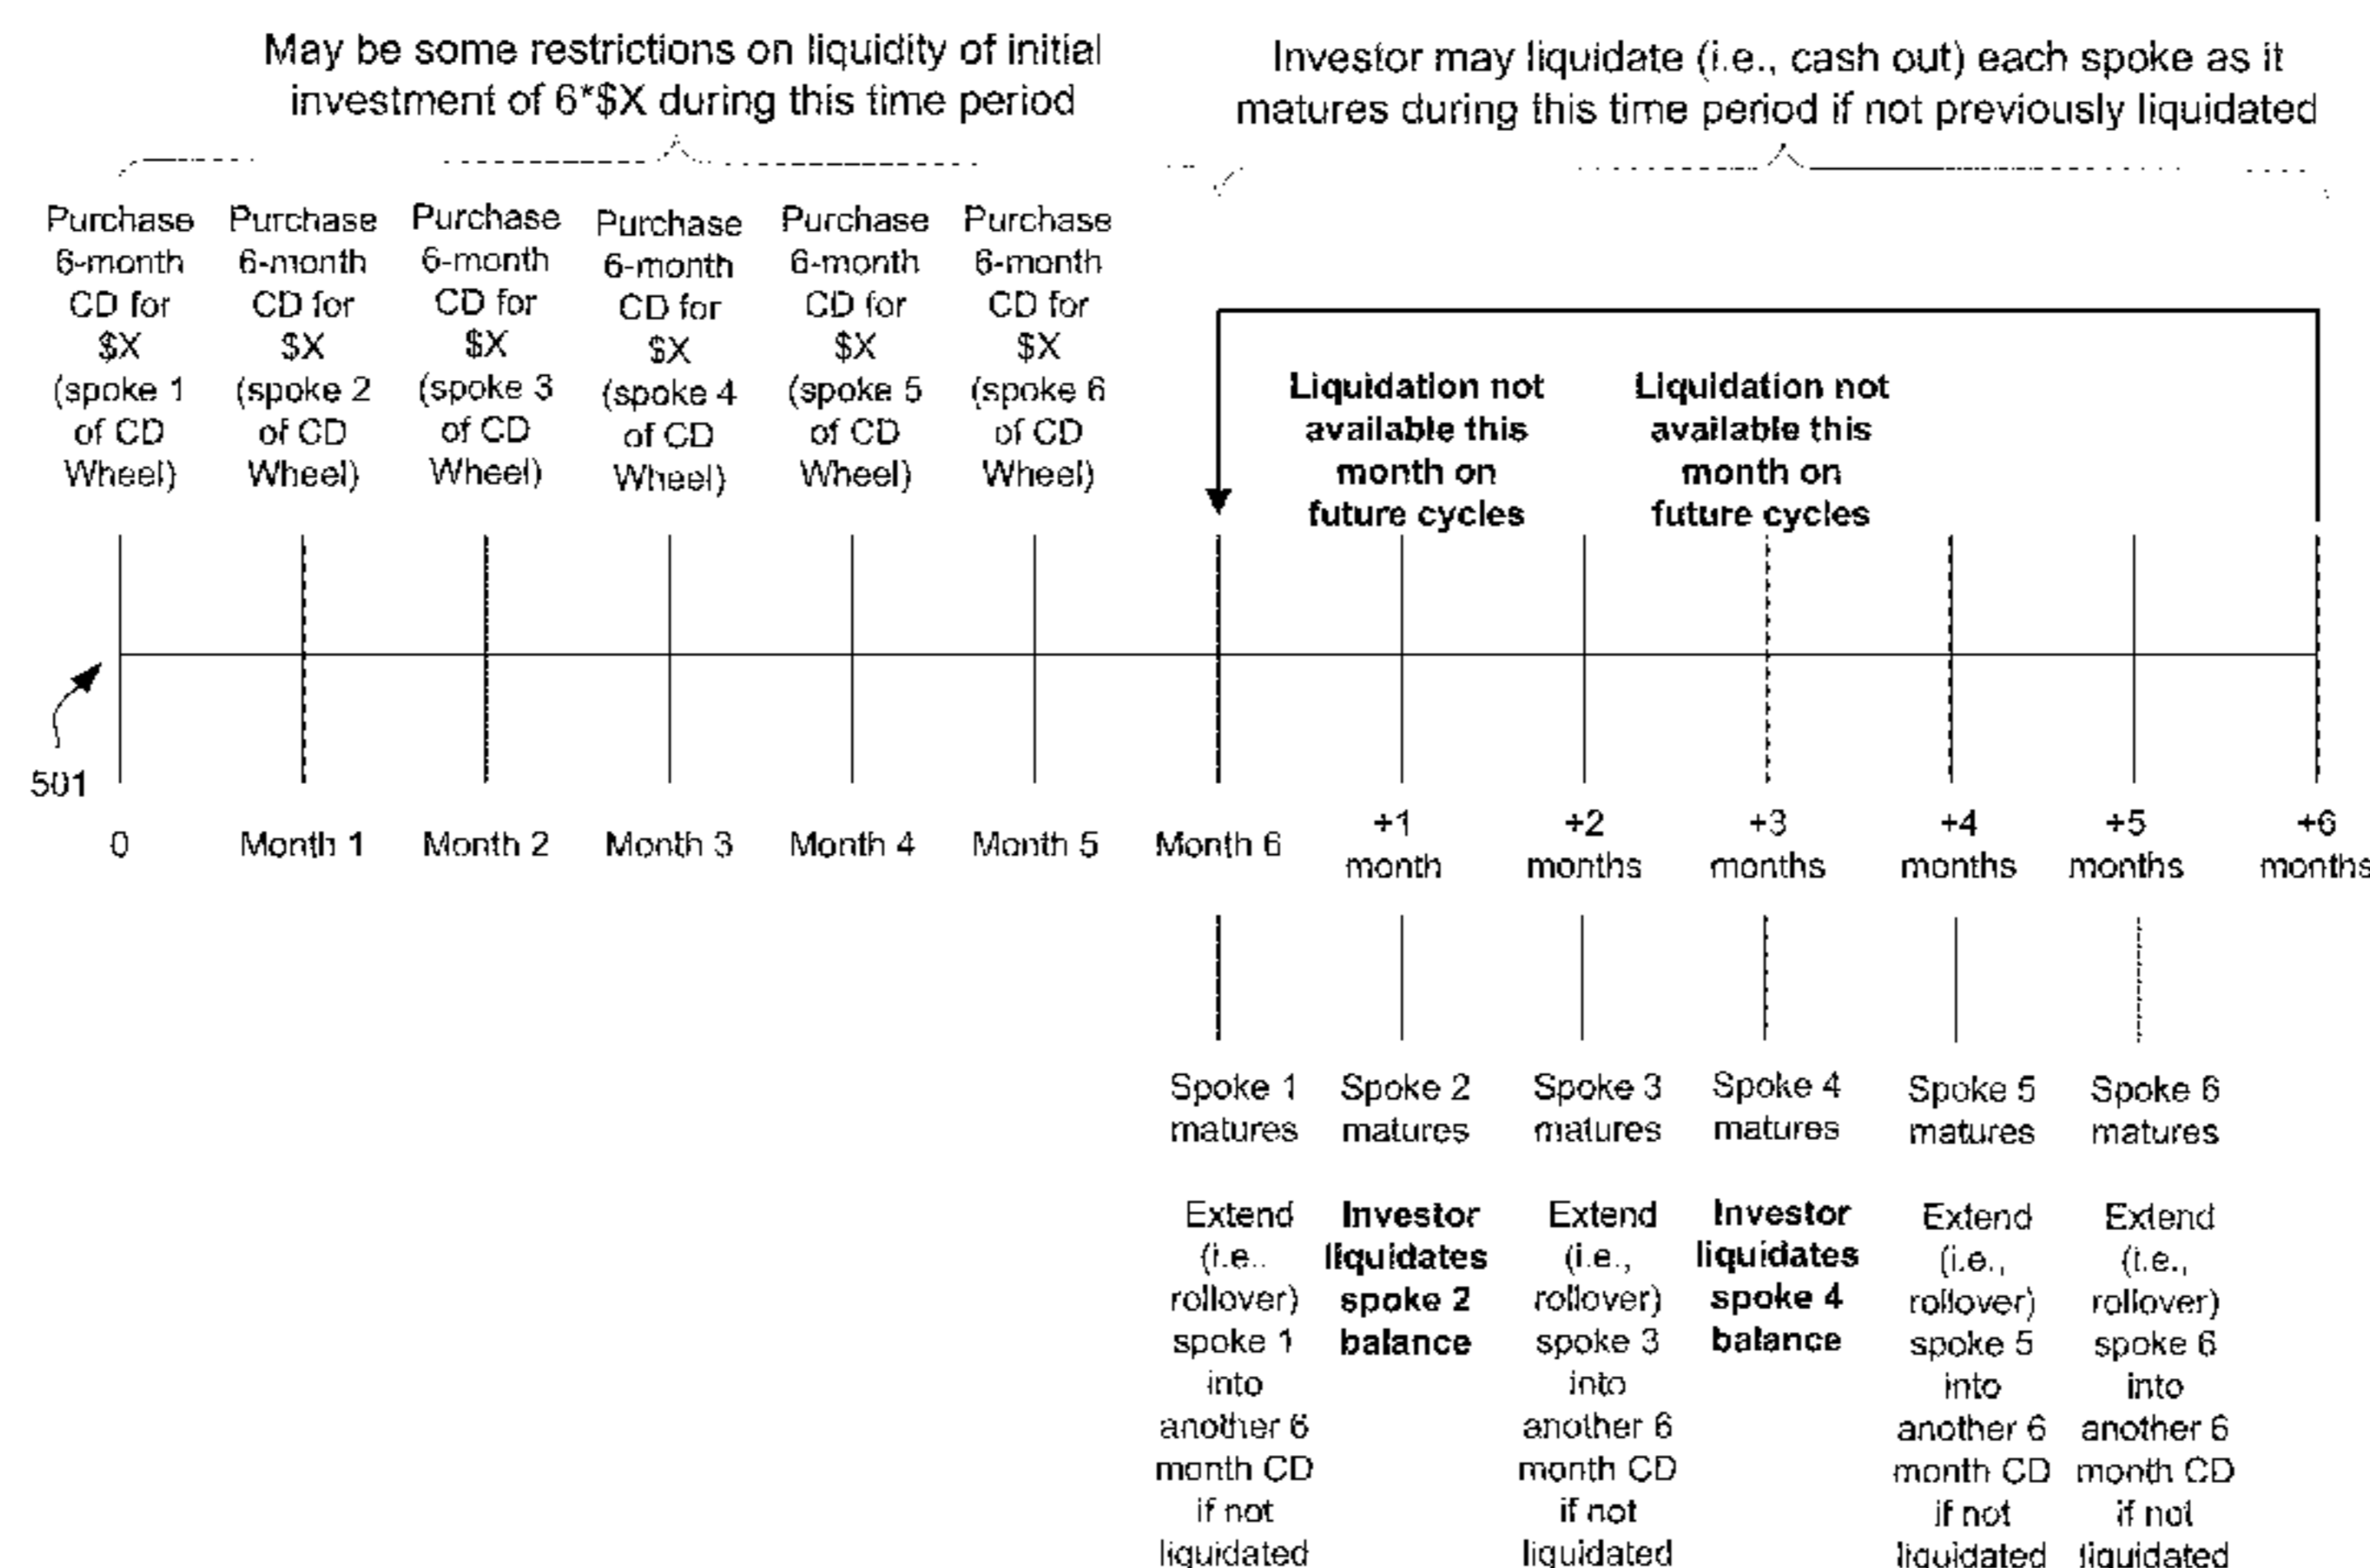 May be some restrictions on liquidity of initial
investment of 6*$X during this time period
Investor may liquidate (i.e., cash out) each spoke as it
matures during this time period if not previously liquidated
Purchase
6-month
CD for
$X
(spoke 1
of CD
Wheel)
Purchase
6-month
CD for
$X
(spoke 2
of CD
Wheel)
Purchase
6-month
CD for
$X
(spoke 3
of CD
Wheel)
Purchase
6-month
CD for
$X
(spoke 4
of CD
Wheel)
Purchase
6-month
CD for
$X
(spoke 5
of CD
Wheel)
Purchase
6-month
CD for
$X
(spoke 6
of CD
Wheel)
Liquidation not
available this
month on
future cycles
Liquidation not
available this
month on
future cycles
501
0
Month 1
Month 2
Month 3
Month 4
Month 5
Month 6
+1
month
+2
months
+3
months
+4
months
+5
months
+6
months
Spoke 1
matures
Extend
(i.e..
rollover)
spoke 1
into
another 6
month CD
if not
liquidated
Spoke 2
matures
Investor
liquidates
spoke 2
balance
Spoke 3
matures
Extend
(i.e.,
rollover)
spoke 3
into
another 6
month CD
if not
liquidated
Spoke 4
matures
Investor
liquidates
spoke 4
balance
Spoke 5
matures
Extend
(i.e.,
rollover)
spoke 5
into
another 6
month CD
if not
liquidated
Spoke 6
matures
Extend
(i.e.,
rollover)
spoke 6
into
another 6
month CD
if not
liquidated